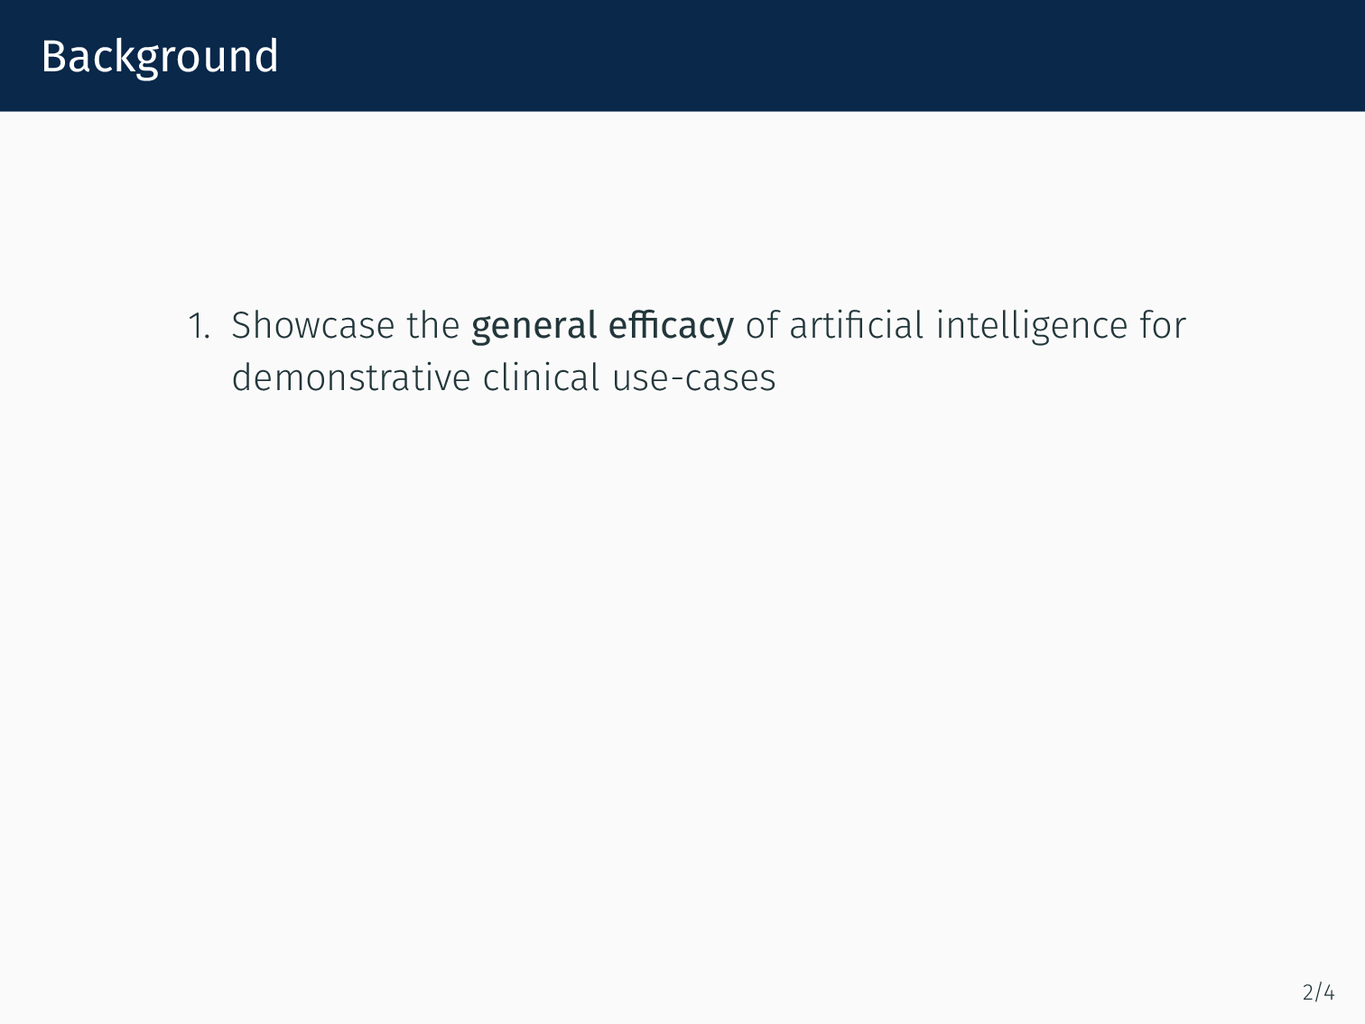 Background
1. Showcase the general efficacy of artificial intelligence for
demonstrative clinical use-cases
2/4